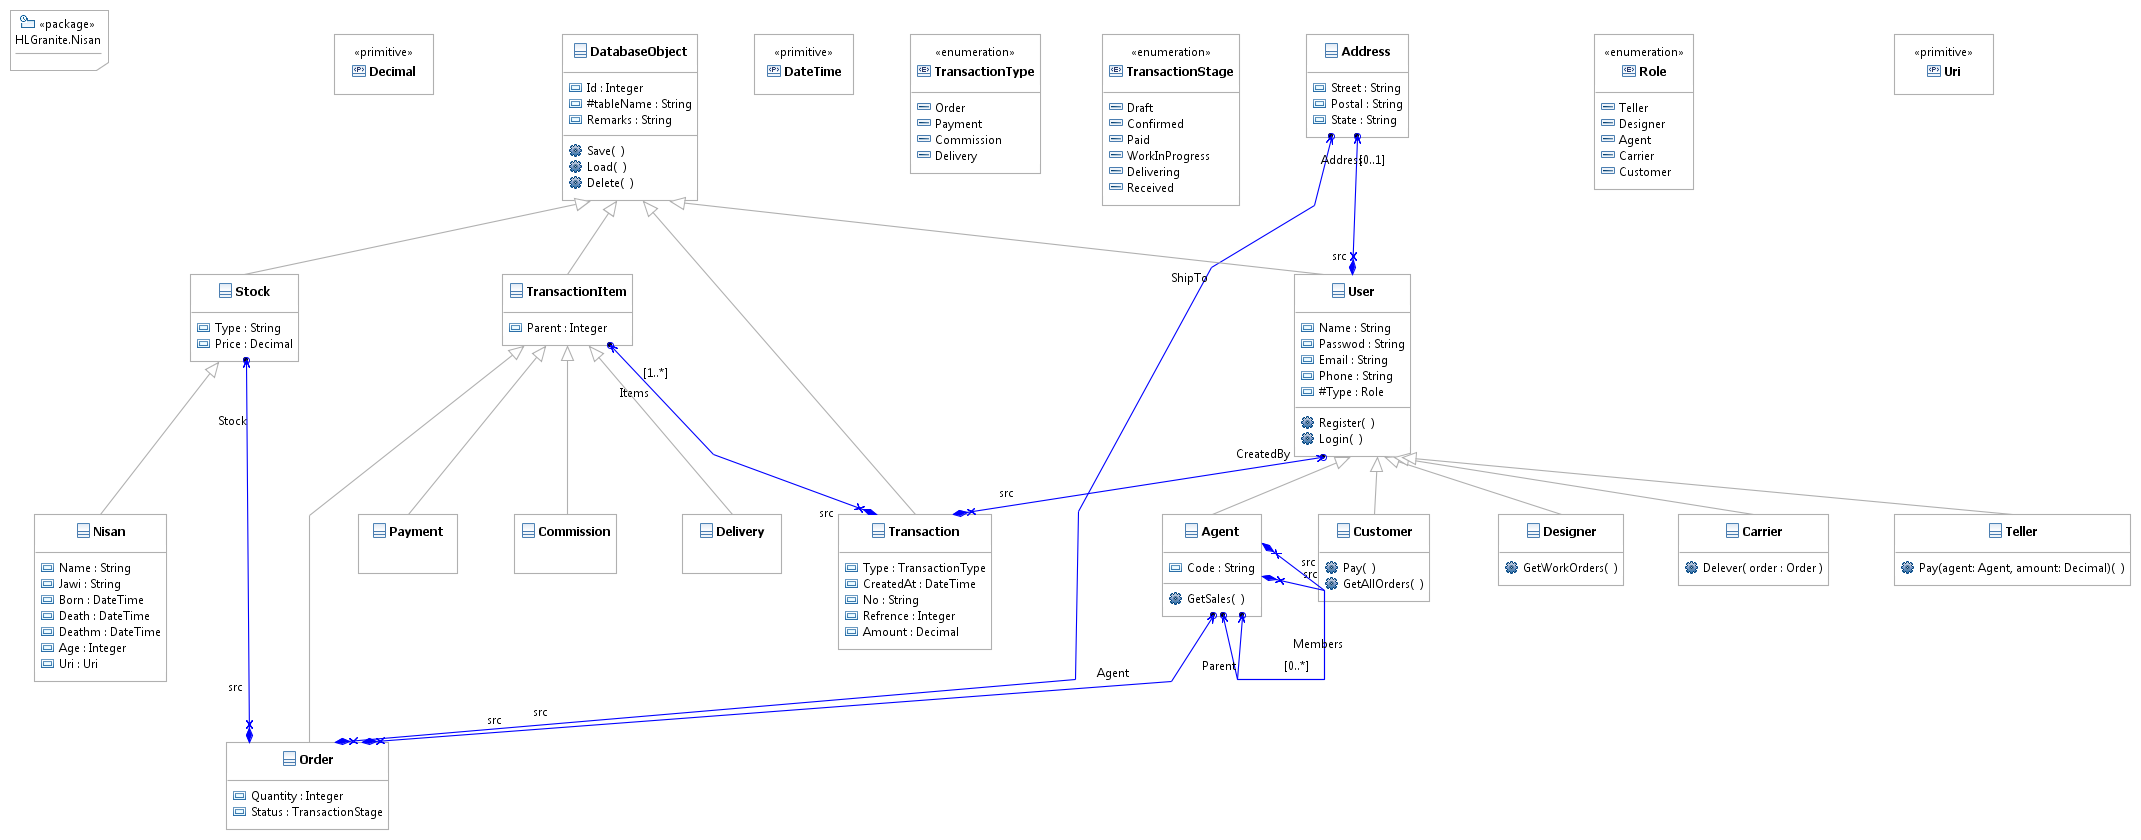 «package»
HLGranite.Nisan
«primitive»
Decimal
DatabaseObject
Id : Integer
#tableName : String
Remarks : String
Save( )
Load( )
Delete( )
«primitive»
DateTime
«enumeration»
TransactionType
Order
Payment
Commission
Delivery
«enumeration»
TransactionStage
Draft
Confirmed
Paid
WorkInProgress
Delivering
Received
Address
Street : String
Postal : String
State : String
«enumeration»
Role
Teller
Designer
Agent
Carrier
Customer
«primitive»
Uri
Address
[0..1]
src
ShipTo
Stock
Type : String
Price : Decimal
TransactionItem
Parent : Integer
User
Name : String
Passwod : String
Email : String
Phone : String
#Type : Role
Register( )
Login( )
[1..*]
Items
Stock
CreatedBy
src
src
Nisan
Name : String
Jawi : String
Born : DateTime
Death : DateTime
Deathm : DateTime
Age : Integer
Uri : Uri
Payment
Commission
Delivery
Transaction
Type : TransactionType
CreatedAt : DateTime
No : String
Refrence : Integer
Amount : Decimal
Agent
Code : String
GetSales( )
src
src
Customer
Pay( )
GetAllOrders( )
Designer
GetWorkOrders( )
Carrier
Delever( order : Order )
Teller
Pay(agent: Agent, amount: Decimal)( )
Members
Parent
[0..*]
Agent
src
src
src
Order
Quantity : Integer
Status : TransactionStage